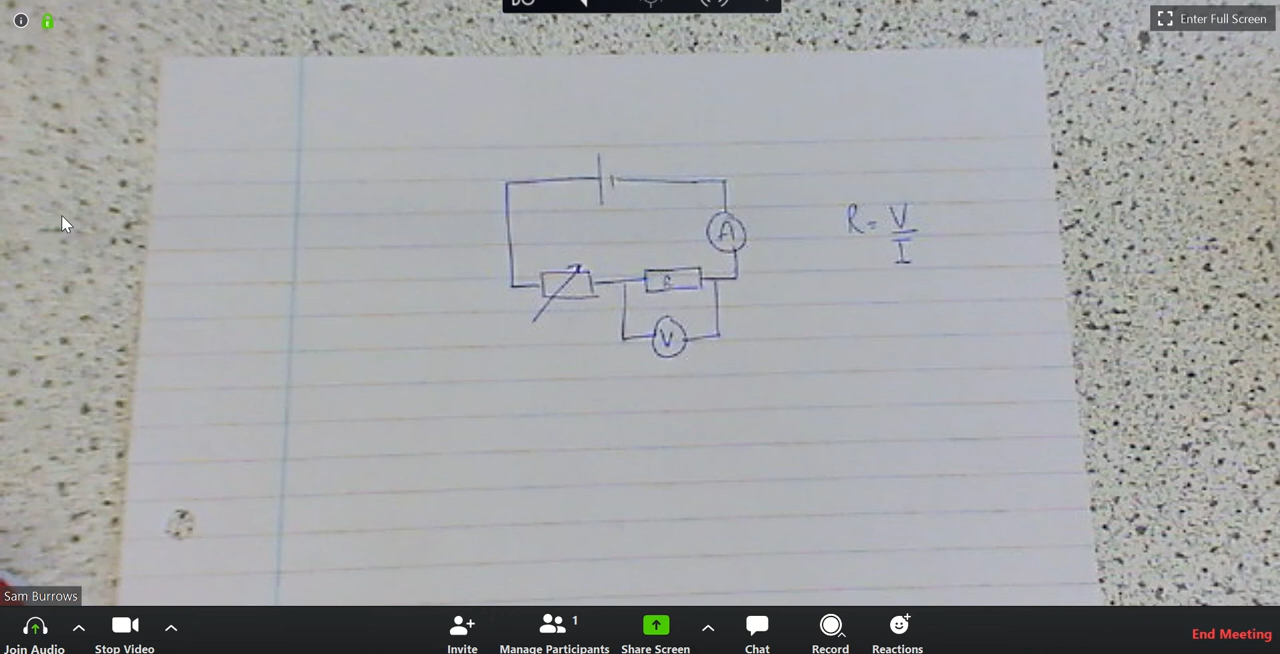 Enter Full Screen
A
R = V
I
R
V
Sam Burrows
1
Join Audio
Stop Video
Invite
Manage Participants
Share Screen
Chat
Record
Reactions
End Meeting